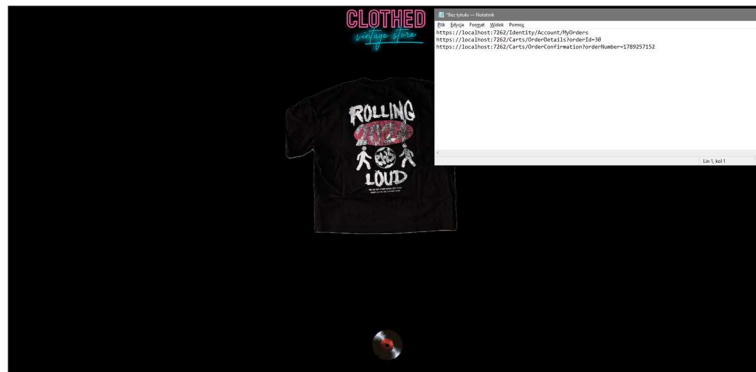 CLOTHED
vintage store
*Bez tytułu — Notatnik
Plik Edycja Format Widok Pomoc
https://localhost:7262/Identity/Account/MyOrders
https://localhost:7262/Carts/OrderDetails?orderId=30
https://localhost:7262/Carts/OrderConfirmation?orderNumber=1789257152
Lin 1, kol 1
ROLLING
LOUD